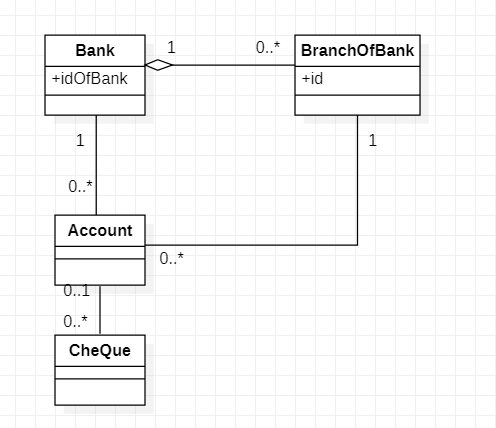 Bank
1
0..*
BranchOfBank
+idOfBank
+id
1
1
0..*
Account
0..*
0..1
0..*
CheQue